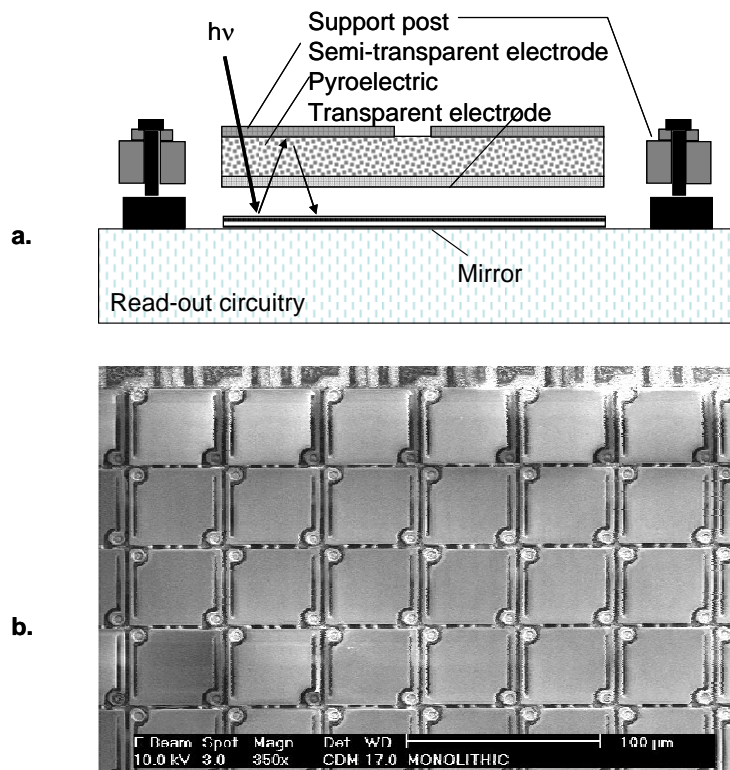 Support post
hν
Semi-transparent electrode
Pyroelectric
Transparent electrode
a.
Mirror
Read-out circuitry
b.
E Beam Spot Magn Det WD 100 µm
10.0 kV 3.0 350x CDM 17.0 MONOLITHIC